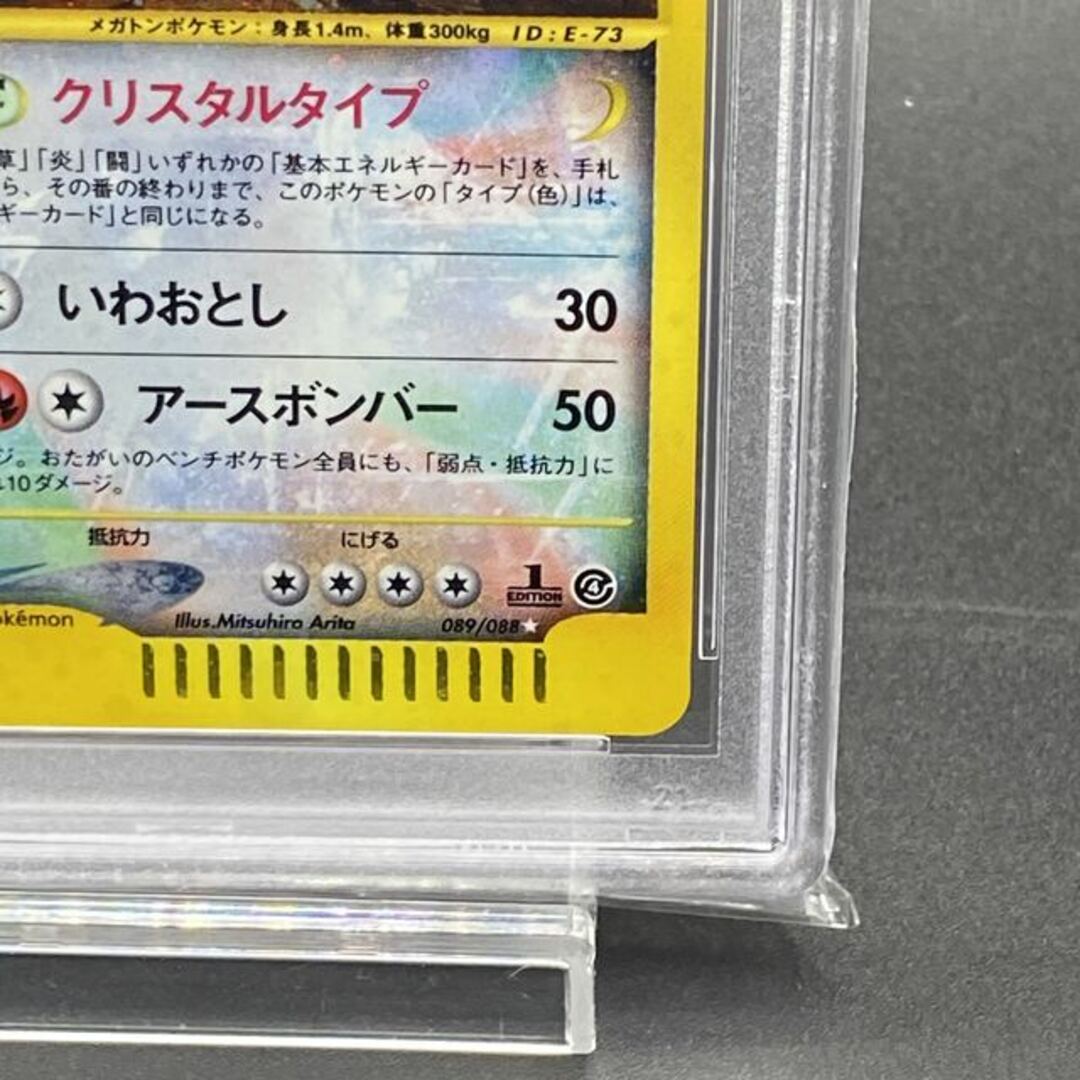 メガトンポケモン：身長1.4m、体重300kg ID:E-73
クリスタルタイプ
草」「炎」「闘」いずれかの「基本エネルギーカード」を、手札
ら、その番の終わりまで、このポケモンの「タイプ（色）」は、
ギーカード」と同じになる。
いわおとし 30
アースボンバー 50
ジ。おたがいのベンチポケモン全員にも、「弱点・抵抗力」に
10ダメージ。
抵抗力 にげる
1 EDITION 4
okémon Illus.Mitsuhiro Arita 089/088★
21